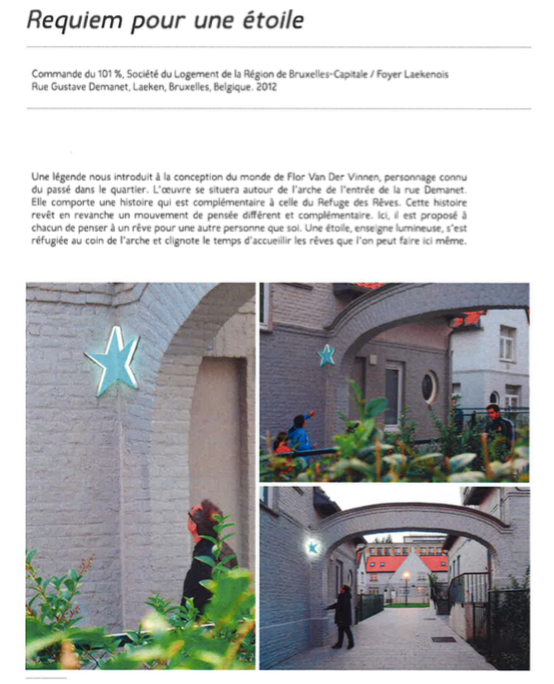 Requiem pour une étoile
Commande du 101 %, Société du Logement de la Région de Bruxelles-Capitale / Foyer Laekenois
Rue Gustave Demanet, Laeken, Bruxelles, Belgique. 2012
Une légende nous introduit à la conception du monde de Flor Van Der Vinnen, personnage connu
du passé dans le quartier. L'œuvre se situera autour de l'arche de l'entrée de la rue Demanet.
Elle comporte une histoire qui est complémentaire à celle du Refuge des Rêves. Cette histoire
revêt en revanche un mouvement de pensée différent et complémentaire. Ici, il est proposé à
chacun de penser à un rêve pour une autre personne que soi. Une étoile, enseigne lumineuse, s'est
réfugiée au coin de l'arche et clignote le temps d'accueillir les rêves que l'on peut faire ici même.